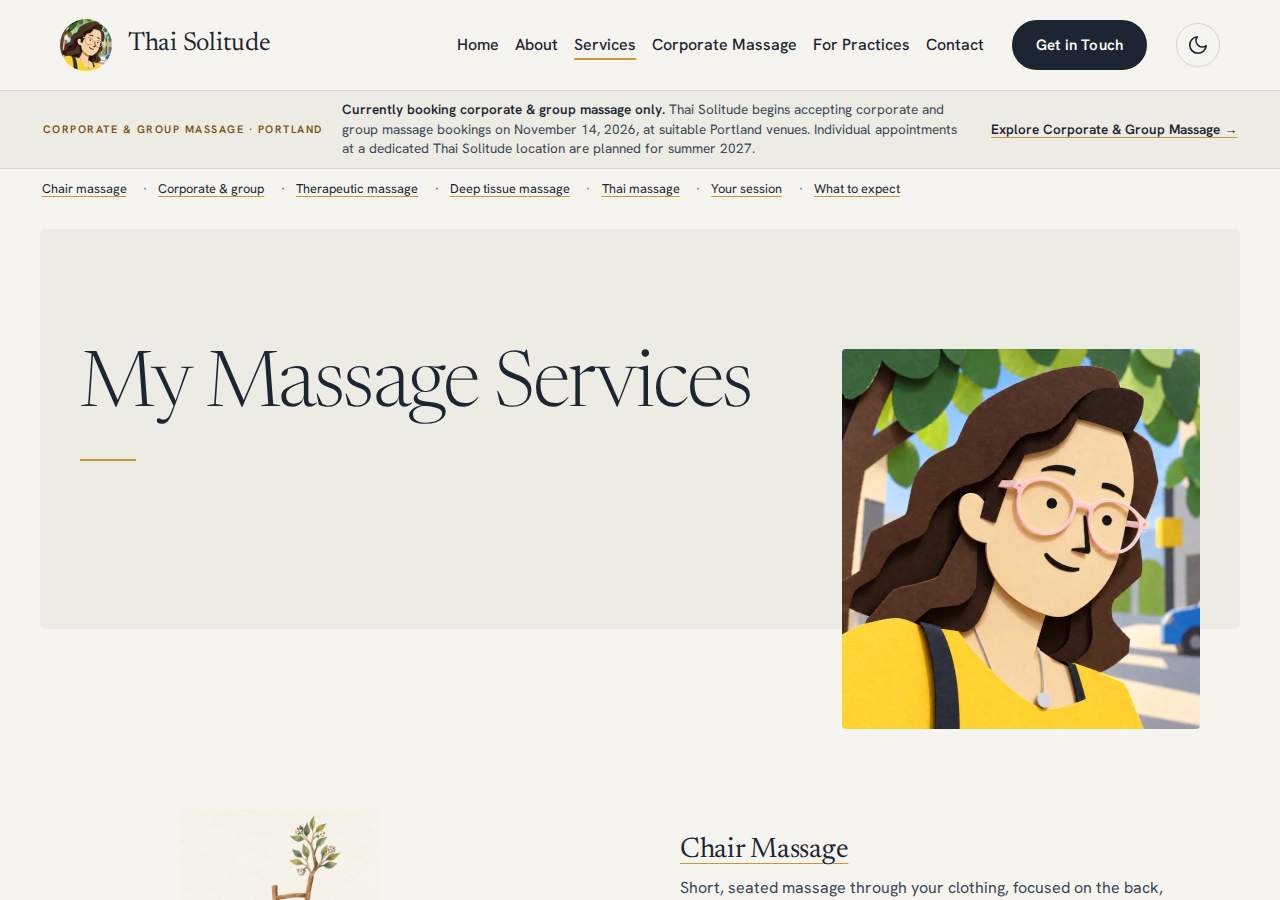 Thai Solitude
Home About Services Corporate Massage For Practices Contact Get in Touch
CORPORATE & GROUP MASSAGE · PORTLAND
Currently booking corporate & group massage only. Thai Solitude begins accepting corporate and
group massage bookings on November 14, 2026, at suitable Portland venues. Individual appointments
at a dedicated Thai Solitude location are planned for summer 2027.
Explore Corporate & Group Massage →
Chair massage · Corporate & group · Therapeutic massage · Deep tissue massage · Thai massage · Your session · What to expect
My Massage Services
Chair Massage
Short, seated massage through your clothing, focused on the back,